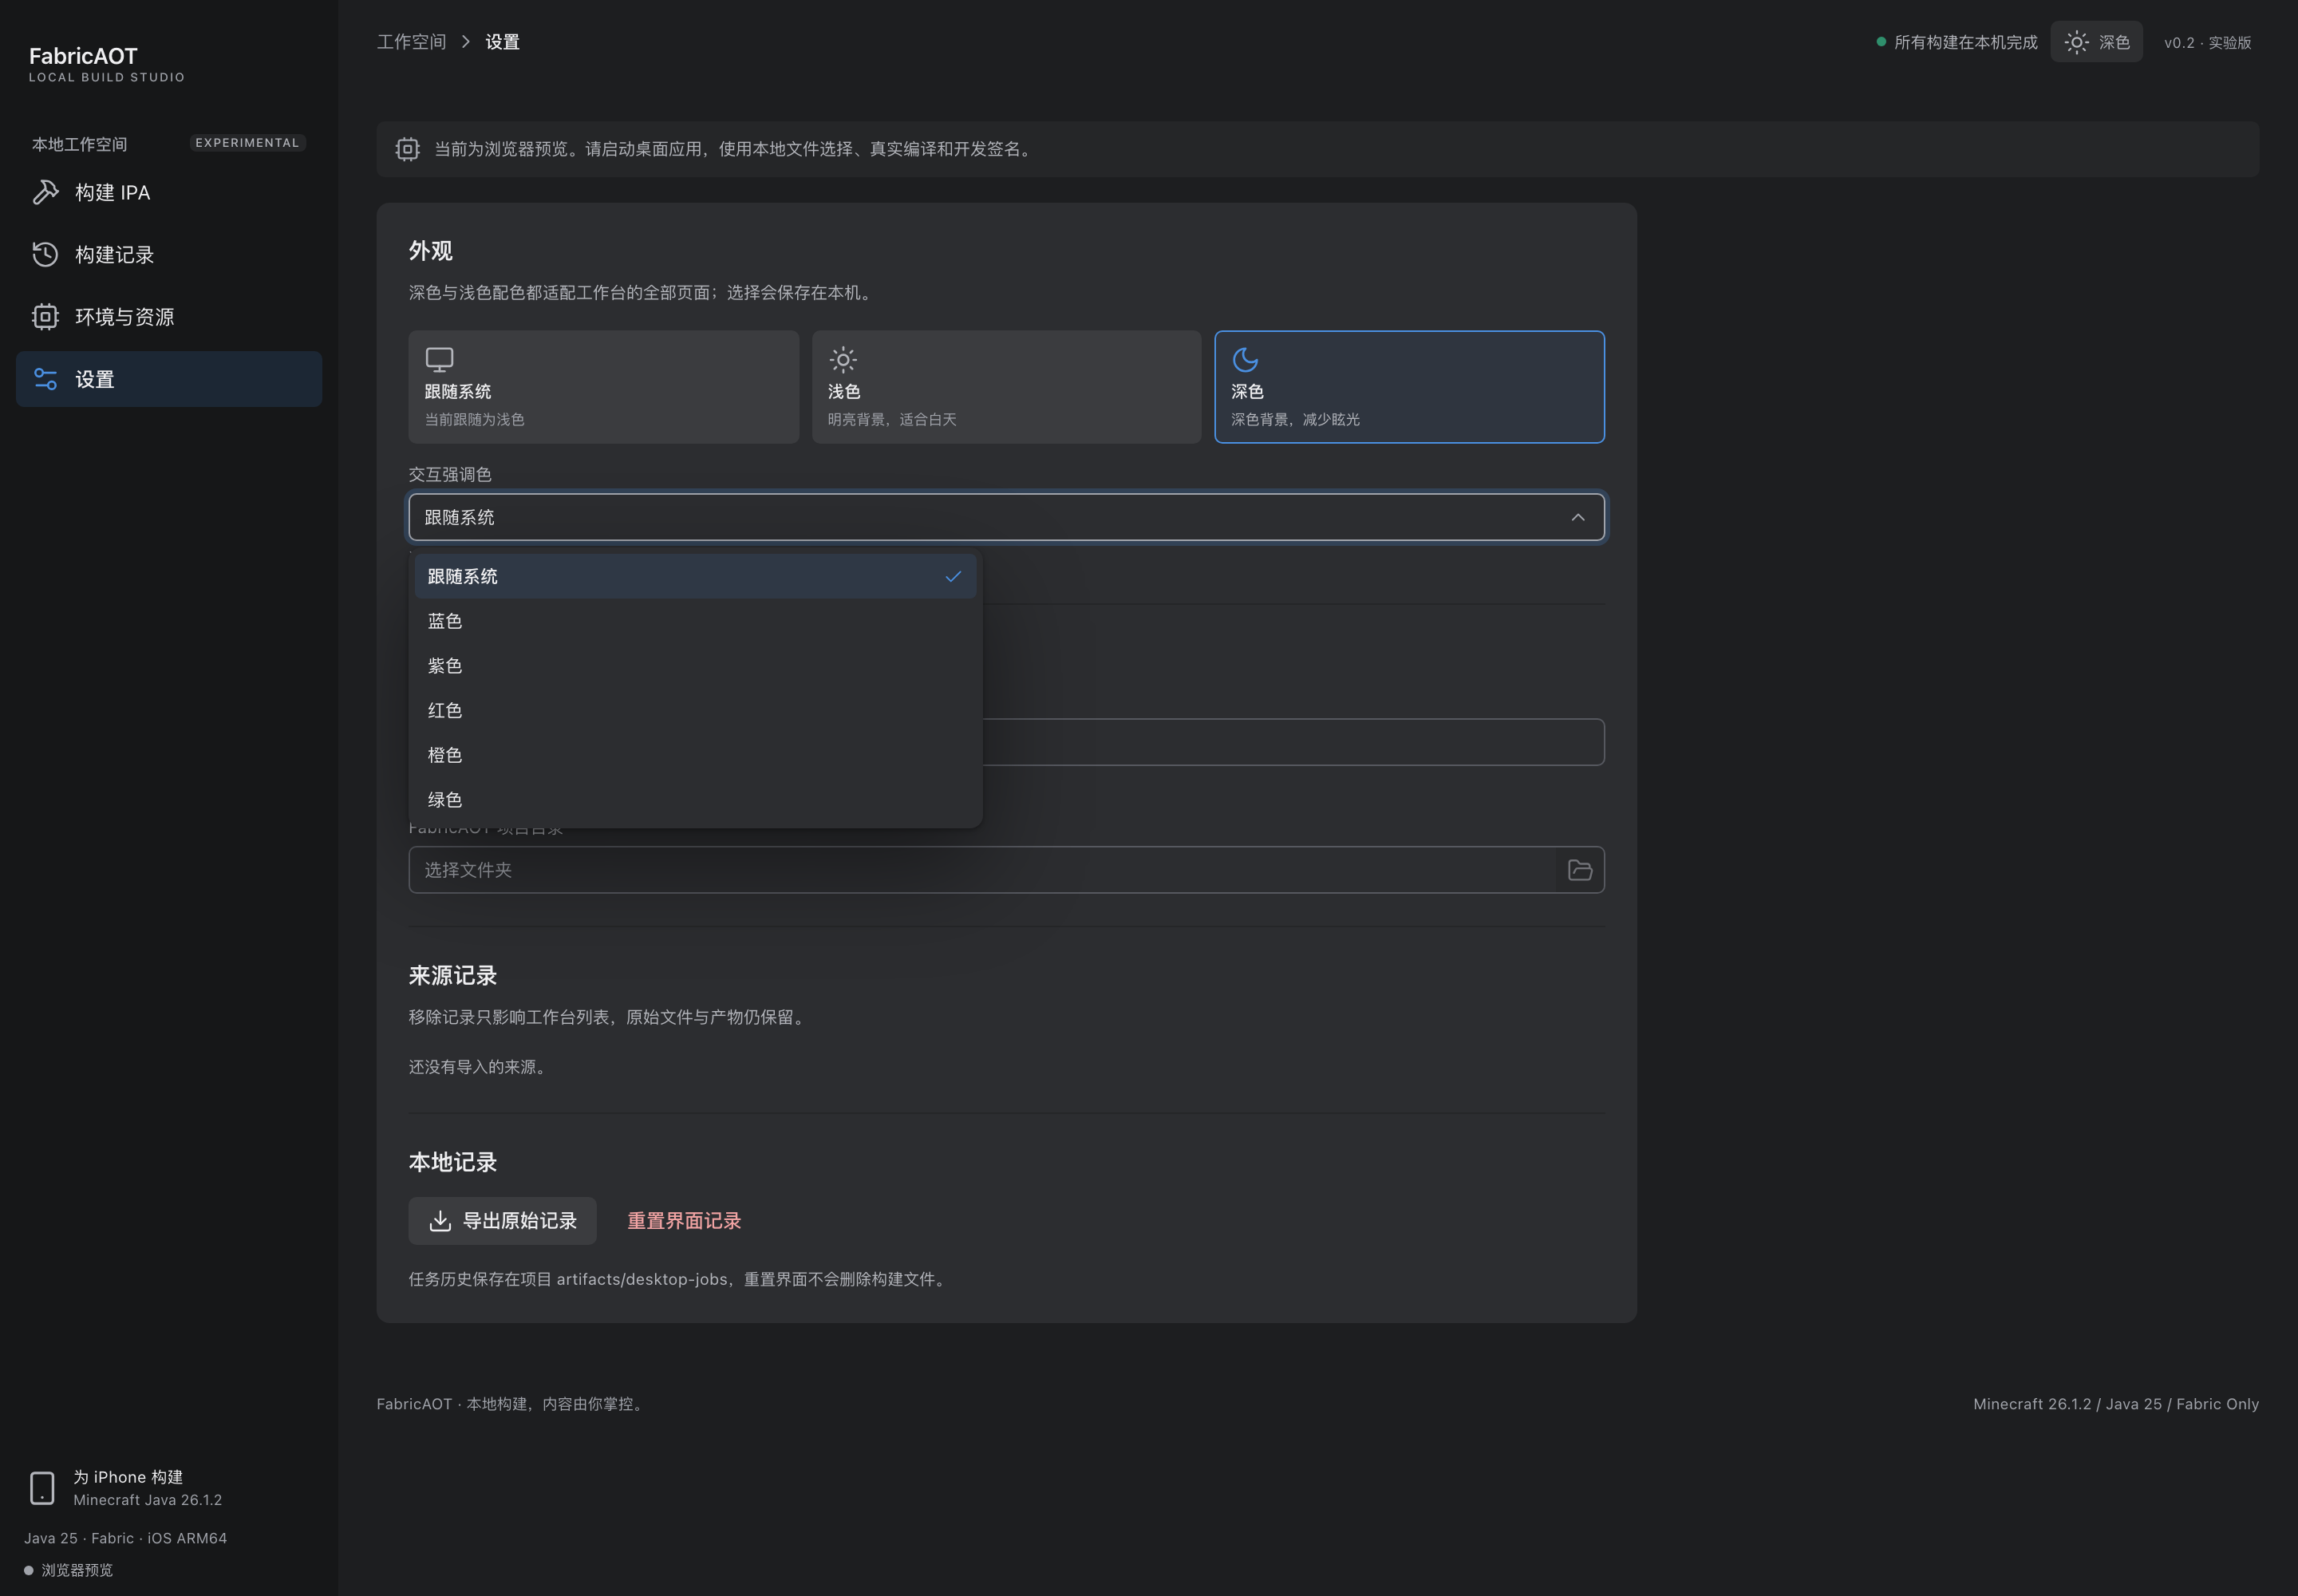 FabricAOT
LOCAL BUILD STUDIO
本地工作空间 EXPERIMENTAL
构建 IPA
构建记录
环境与资源
设置
为 iPhone 构建
Minecraft Java 26.1.2
Java 25 · Fabric · iOS ARM64
浏览器预览
工作空间 设置
所有构建在本机完成 深色 v0.2 · 实验版
当前为浏览器预览。请启动桌面应用，使用本地文件选择、真实编译和开发签名。
外观
深色与浅色配色都适配工作台的全部页面；选择会保存在本机。
跟随系统
当前跟随为浅色
浅色
明亮背景，适合白天
深色
深色背景，减少眩光
交互强调色
跟随系统
跟随系统
蓝色
紫色
红色
橙色
绿色
FabricAOT 项目目录
选择文件夹
来源记录
移除记录只影响工作台列表，原始文件与产物仍保留。
还没有导入的来源。
本地记录
导出原始记录 重置界面记录
任务历史保存在项目 artifacts/desktop-jobs，重置界面不会删除构建文件。
FabricAOT · 本地构建，内容由你掌控。
Minecraft 26.1.2 / Java 25 / Fabric Only